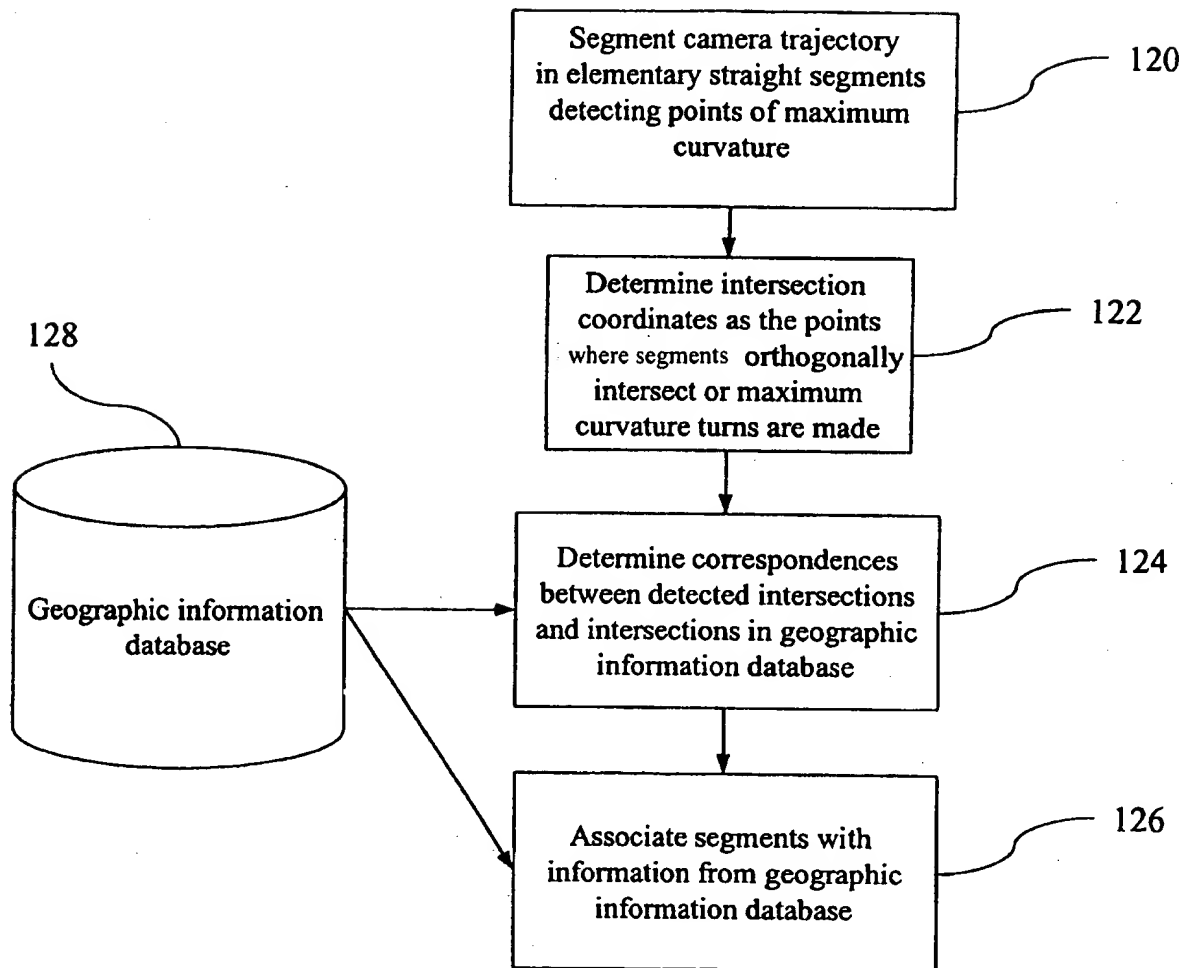 Segment camera trajectory
in elementary straight segments
detecting points of maximum
curvature
120
Determine intersection
coordinates as the points
where segments orthogonally
intersect or maximum
curvature turns are made
122
128
Geographic information
database
Determine correspondences
between detected intersections
and intersections in geographic
information database
124
Associate segments with
information from geographic
information database
126